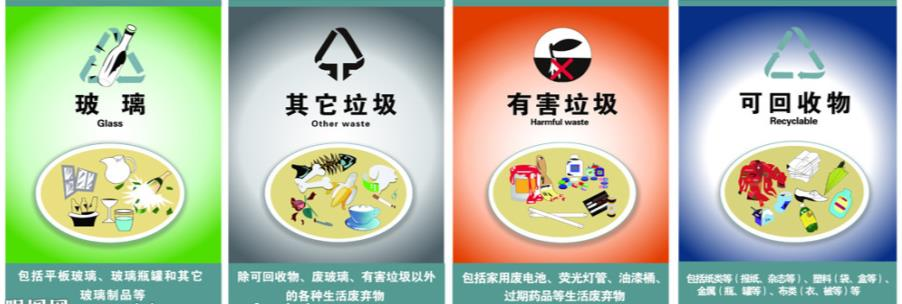 玻璃
Glass
包括平板玻璃、玻璃瓶罐和其它
玻璃制品等
其它垃圾
Other waste
除可回收物、废玻璃、有害垃圾以外
的各种生活废弃物
有害垃圾
Harmful waste
包括家用废电池、荧光灯管、油漆桶、
过期药品等生活废弃物
可回收物
Recyclable
包括纸类等(报纸、杂志等)、塑料(袋、盒等)、
金属(瓶、罐等)、布类(衣、被等)等